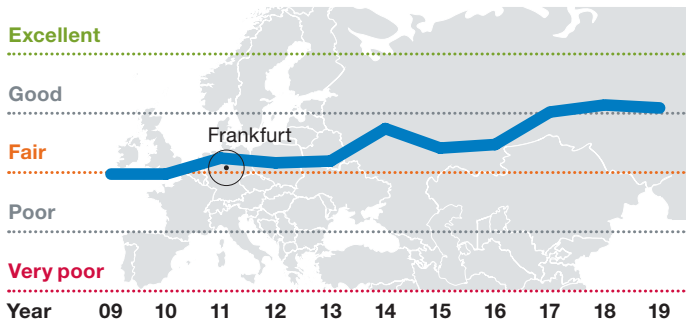 Excellent
Good
Frankfurt
Fair
Poor
Very poor
Year 09 10 11 12 13 14 15 16 17 18 19